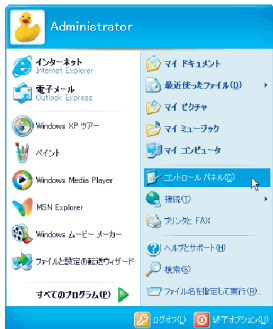 Administrator
インターネット
Internet Explorer
電子メール
Outlook Express
Windows XP ツアー
ペイント
Windows Media Player
MSN Explorer
Windows ムービー メーカー
ファイルと設定の転送ウィザード
すべてのプログラム(P)
マイ ドキュメント
最近使ったファイル(D)
マイ ピクチャ
マイ ミュージック
マイ コンピュータ
コントロール パネル(C)
接続(T)
プリンタと FAX
ヘルプとサポート(H)
検索(S)
ファイル名を指定して実行(R)...
ログオフ(L)
終了オプション(U)